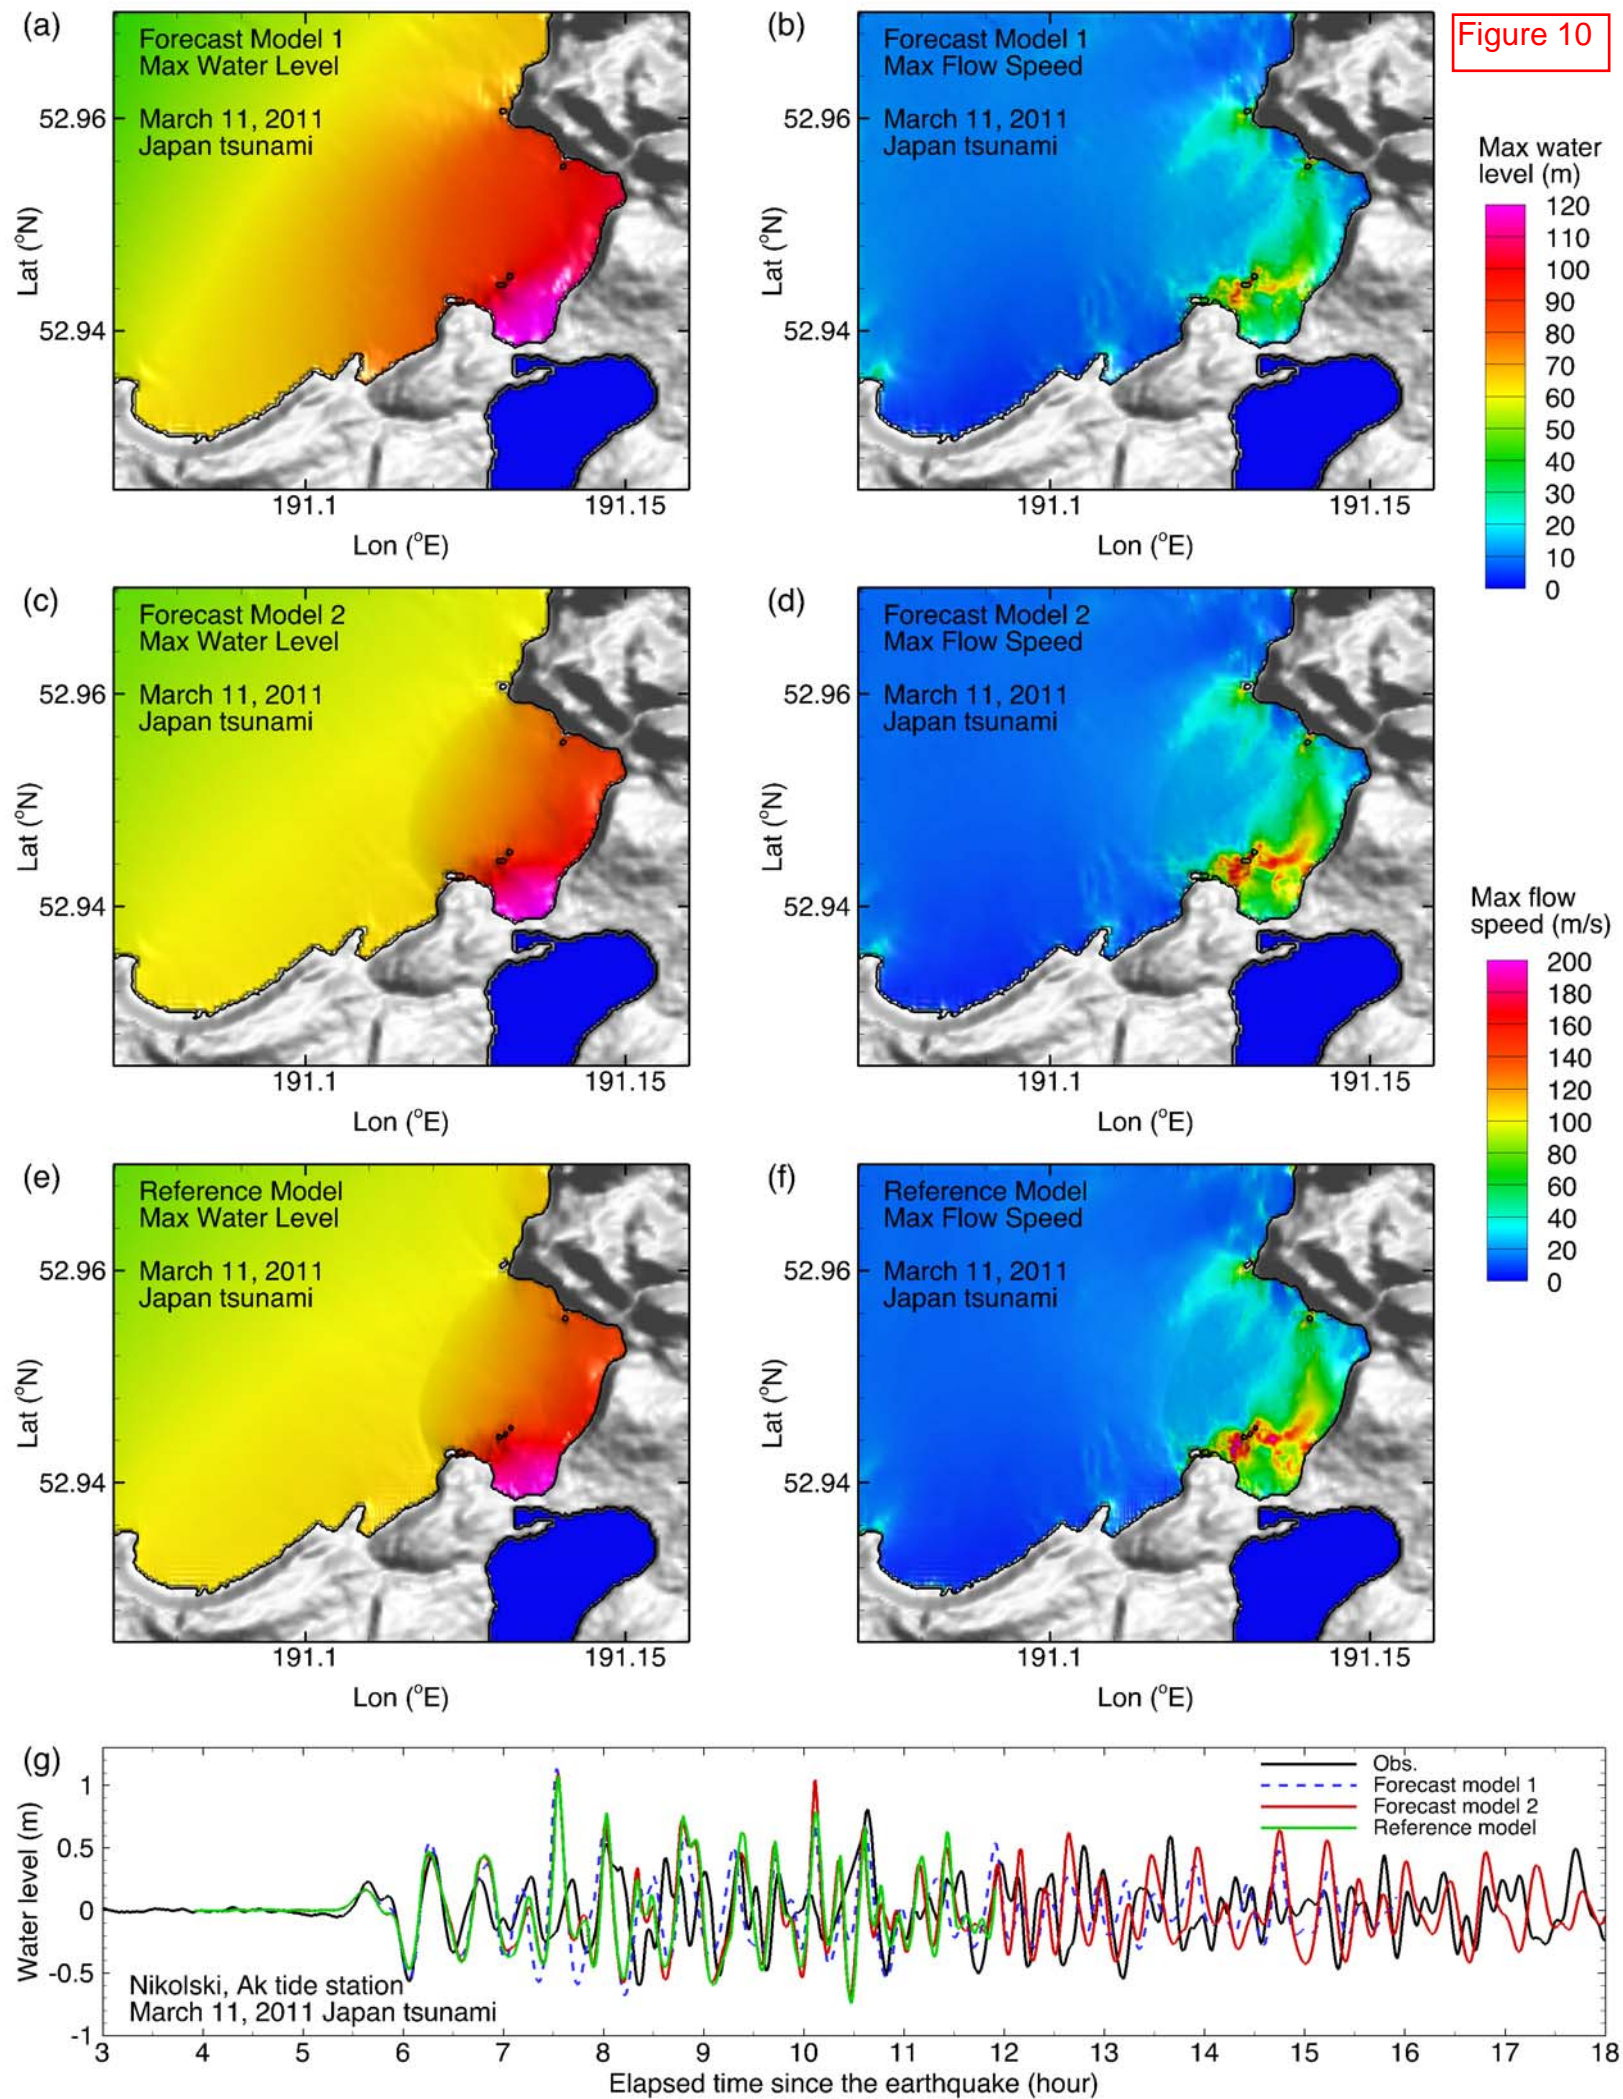 Figure 10
(a)
Forecast Model 1
Max Water Level
March 11, 2011
Japan tsunami
52.96
52.94
Lat (°N)
191.1
191.15
Lon (°E)
(b)
Forecast Model 1
Max Flow Speed
March 11, 2011
Japan tsunami
52.96
52.94
Lat (°N)
191.1
191.15
Lon (°E)
Max water
level (m)
120
110
100
90
80
70
60
50
40
30
20
10
0
(c)
Forecast Model 2
Max Water Level
March 11, 2011
Japan tsunami
52.96
52.94
Lat (°N)
191.1
191.15
Lon (°E)
(d)
Forecast Model 2
Max Flow Speed
March 11, 2011
Japan tsunami
52.96
52.94
Lat (°N)
191.1
191.15
Lon (°E)
Max flow
speed (m/s)
200
180
160
140
120
100
80
60
40
20
0
(e)
Reference Model
Max Water Level
March 11, 2011
Japan tsunami
52.96
52.94
Lat (°N)
191.1
191.15
Lon (°E)
(f)
Reference Model
Max Flow Speed
March 11, 2011
Japan tsunami
52.96
52.94
Lat (°N)
191.1
191.15
Lon (°E)
(g)
Water level (m)
1
0.5
0
-0.5
-1
Obs.
Forecast model 1
Forecast model 2
Reference model
Nikolski, Ak tide station
March 11, 2011 Japan tsunami
3 4 5 6 7 8 9 10 11 12 13 14 15 16 17 18
Elapsed time since the earthquake (hour)